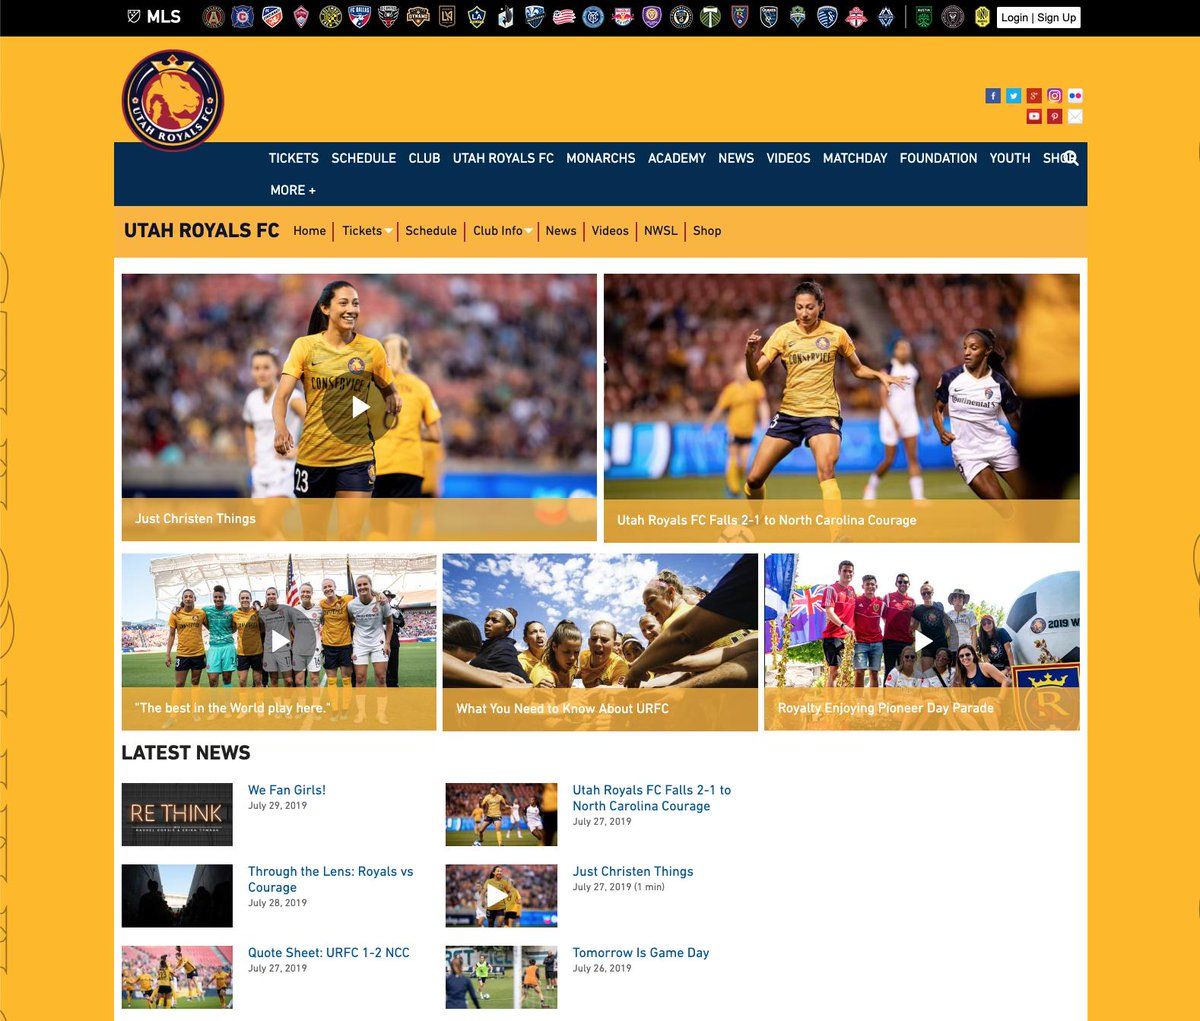 MLS
Login | Sign Up
UTAH ROYALS FC
TICKETS SCHEDULE CLUB UTAH ROYALS FC MONARCHS ACADEMY NEWS VIDEOS MATCHDAY FOUNDATION YOUTH SHOP
MORE +
UTAH ROYALS FC Home Tickets Schedule Club Info News Videos NWSL Shop
CONSERVICE
23
Just Christen Things
CONSERVICE
Continental
Utah Royals FC Falls 2-1 to North Carolina Courage
"The best in the World play here."
What You Need to Know About URFC
2019 W
Royalty Enjoying Pioneer Day Parade
LATEST NEWS
RE THINK
We Fan Girls!
July 29, 2019
Utah Royals FC Falls 2-1 to
North Carolina Courage
July 27, 2019
Through the Lens: Royals vs
Courage
July 28, 2019
Just Christen Things
July 27, 2019 (1 min)
Quote Sheet: URFC 1-2 NCC
July 27, 2019
Tomorrow Is Game Day
July 26, 2019